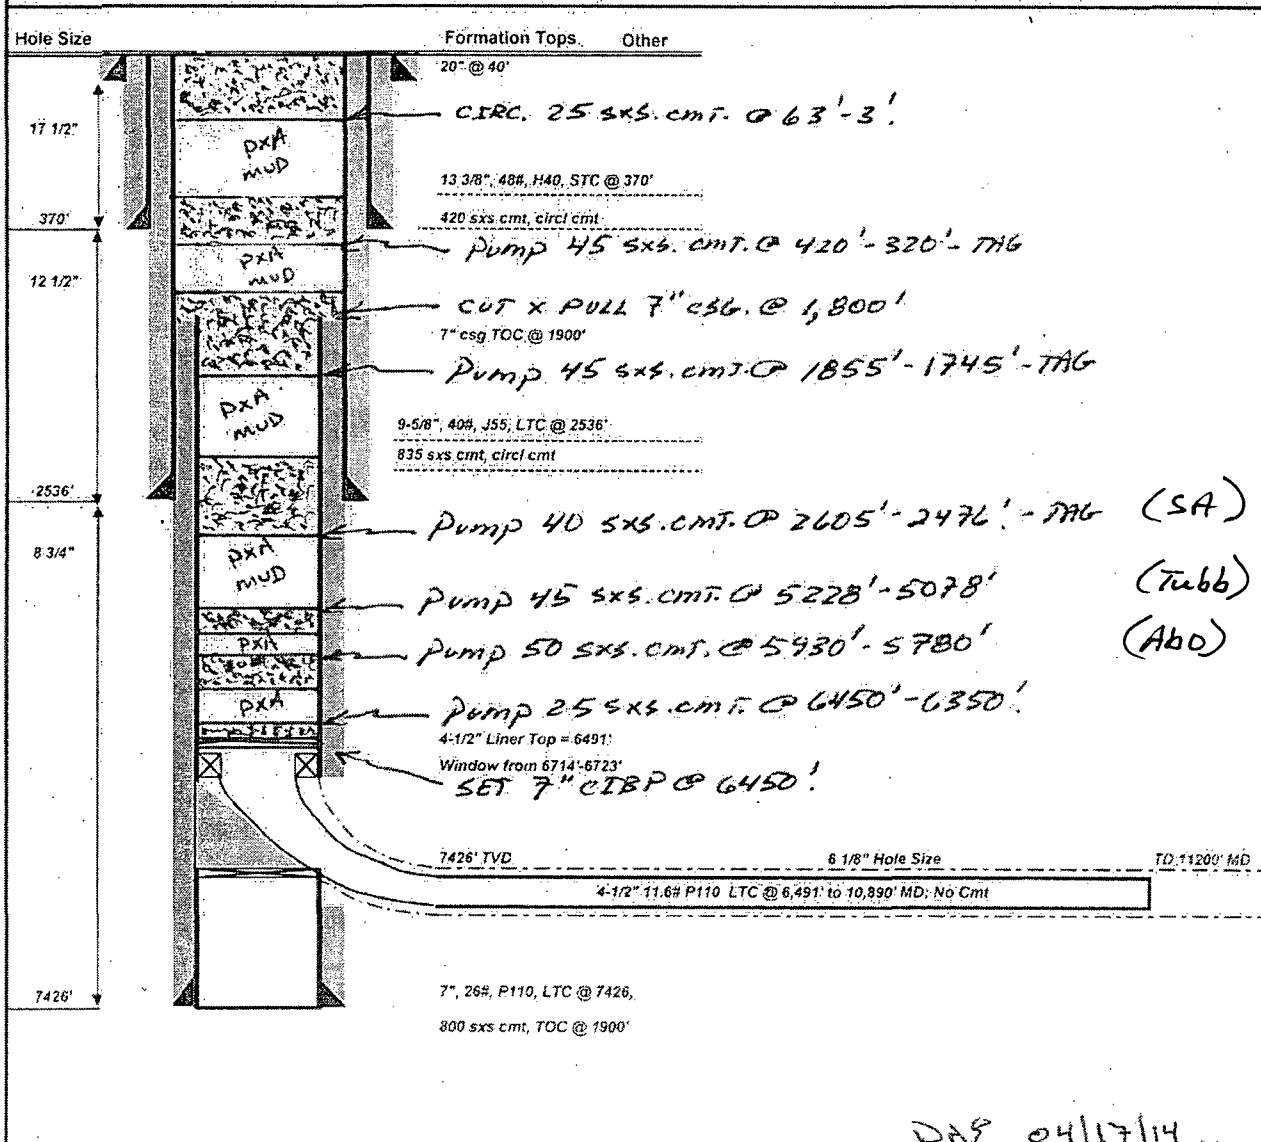 Hole Size Formation Tops Other
20" @ 40'
CIRC. 25 SXS. CMT. @ 63'-3'.
17 1/2"
PXA
MUD
13 3/8", 48#, H40, STC @ 370'
370' 420 sxs cmt, circl cmt
Pump 45 SXS. CMT. @ 420'-320'-TAG
PXA
MUD
12 1/2"
CUT X PULL 7" CSG. @ 1,800'
7" csg TOC @ 1900'
Pump 45 SXS. CMT. @ 1855'-1745'-TAG
PXA
MUD
9-5/8", 40#, J55, LTC @ 2536'
835 sxs cmt, circl cmt
2536'
Pump 40 SXS. CMT. @ 2605'-2476'.-TAG (SA)
8 3/4"
PXA
MUD
Pump 45 SXS. CMT. @ 5228'-5078' (Tubb)
PXA
Pump 50 SXS. CMT. @ 5930'-5780' (Abo)
PXA
Pump 25 SXS. CMT. @ 6450'-6350'.
4-1/2" Liner Top = 6491'
Window from 6714'-6723'
SET 7" CIBP @ 6450'.
7426' TVD 6 1/8" Hole Size TD 11200' MD
4-1/2" 11.6# P110 LTC @ 6,491' to 10,890' MD; No Cmt
7426' 7", 26#, P110, LTC @ 7426,
800 sxs cmt, TOC @ 1900'
04/17/14